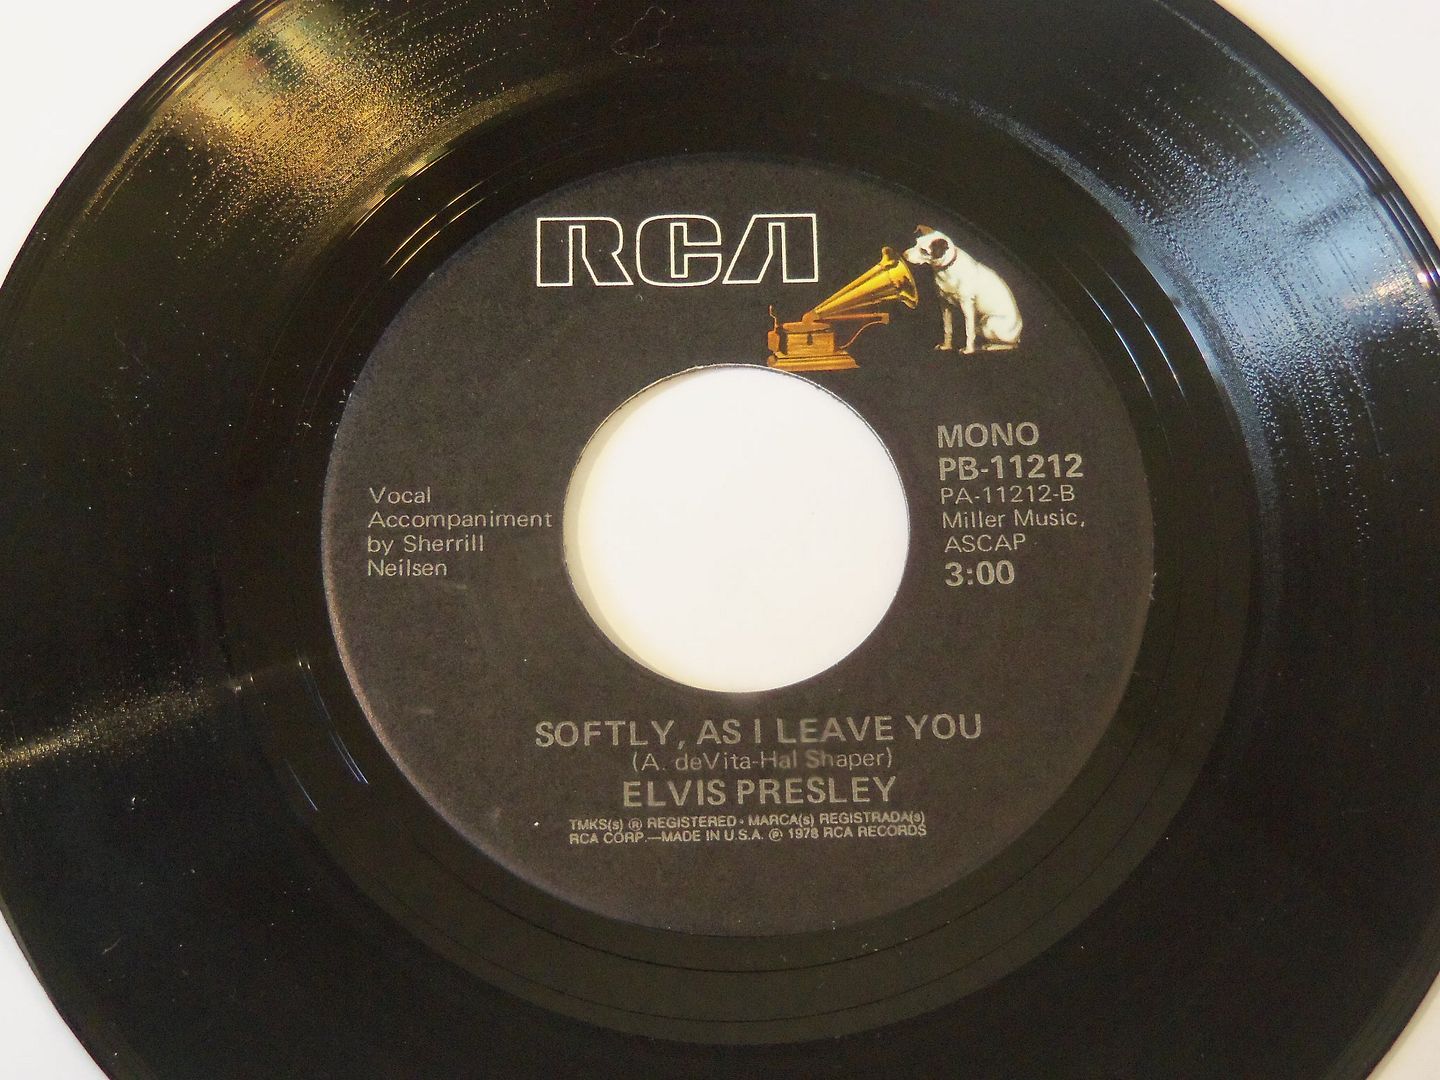 RCA
MONO
PB-11212
PA-11212-B
Miller Music,
ASCAP
3:00
Vocal
Accompaniment
by Sherrill
Neilsen
SOFTLY, AS I LEAVE YOU
(A. deVita-Hal Shaper)
ELVIS PRESLEY
TMKS(s) ® REGISTERED • MARCA(s) REGISTRADA(s)
RCA CORP.—MADE IN U.S.A. ℗ 1978 RCA RECORDS